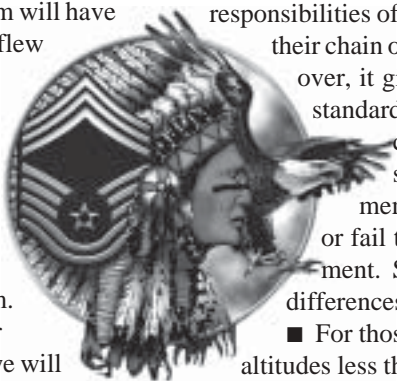 m will have
flew
n.
ve will
responsibilities of
their chain o
over, it g
standard
men
or fail t
ment. S
differences
■ For thos
altitudes less th